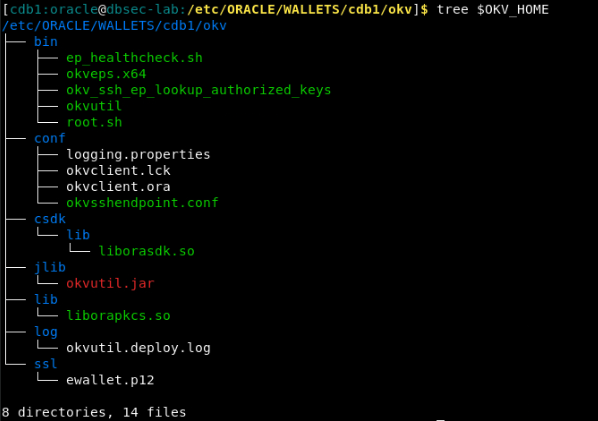 [cdb1:oracle@dbsec-lab:/etc/ORACLE/WALLETS/cdb1/okv]$ tree $OKV_HOME
/etc/ORACLE/WALLETS/cdb1/okv
├── bin
│   ├── ep_healthcheck.sh
│   ├── okveps.x64
│   ├── okv_ssh_ep_lookup_authorized_keys
│   ├── okvutil
│   └── root.sh
├── conf
│   ├── logging.properties
│   ├── okvclient.lck
│   ├── okvclient.ora
│   └── okvsshendpoint.conf
├── csdk
│   └── lib
│       └── liborasdk.so
├── jlib
│   └── okvutil.jar
├── lib
│   └── liborapkcs.so
├── log
│   └── okvutil.deploy.log
└── ssl
    └── ewallet.p12
8 directories, 14 files